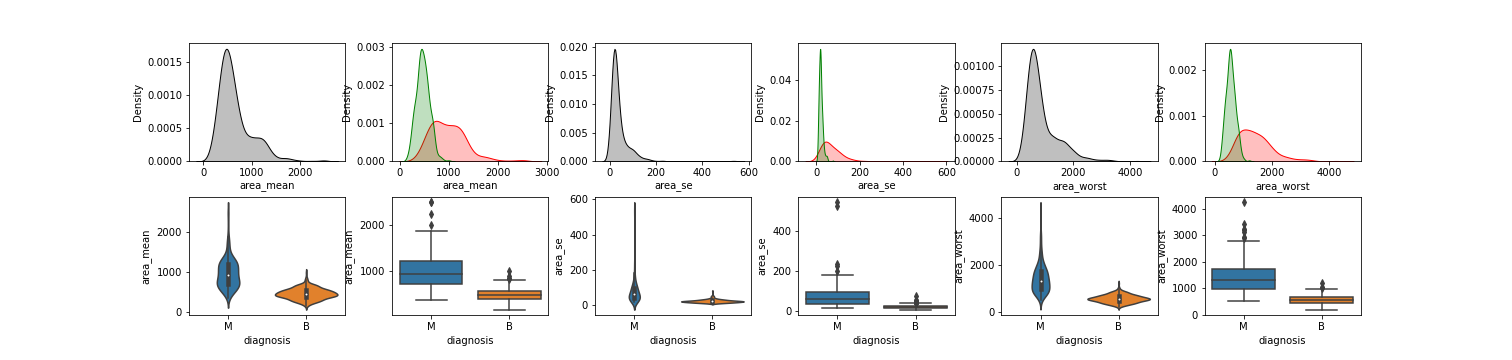 0.0015
0.0010
0.0005
0.0000
Density
0 1000 2000
area_mean
0.003
0.002
0.001
0.000
Density
0 1000 2000 3000
area_mean
0.020
0.015
0.010
0.005
0.000
Density
0 200 400 600
area_se
0.04
0.02
0.00
Density
0 200 400 600
area_se
0.00100
0.00075
0.00050
0.00025
0.00000
Density
0 2000 4000
area_worst
0.002
0.001
0.000
Density
0 2000 4000
area_worst
2000
1000
0
area_mean
M B
diagnosis
2000
1000
area_mean
M B
diagnosis
600
400
200
0
area_se
M B
diagnosis
400
200
0
area_se
M B
diagnosis
4000
2000
0
area_worst
M B
diagnosis
4000
3000
2000
1000
0
area_worst
M B
diagnosis